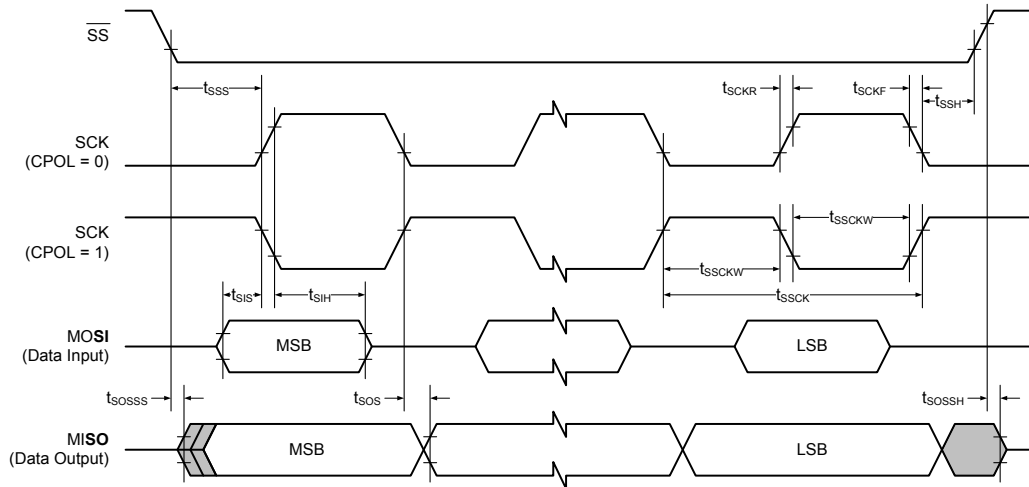 SS
tSSS
tSCKR
tSCKF
tSSH
SCK
(CPOL = 0)
SCK
(CPOL = 1)
tSSCKW
tSSCKW
tSIS
tSIH
tSSCK
MOSI
(Data Input)
MSB
LSB
tSOSSS
tSOS
tSOSSH
MISO
(Data Output)
MSB
LSB